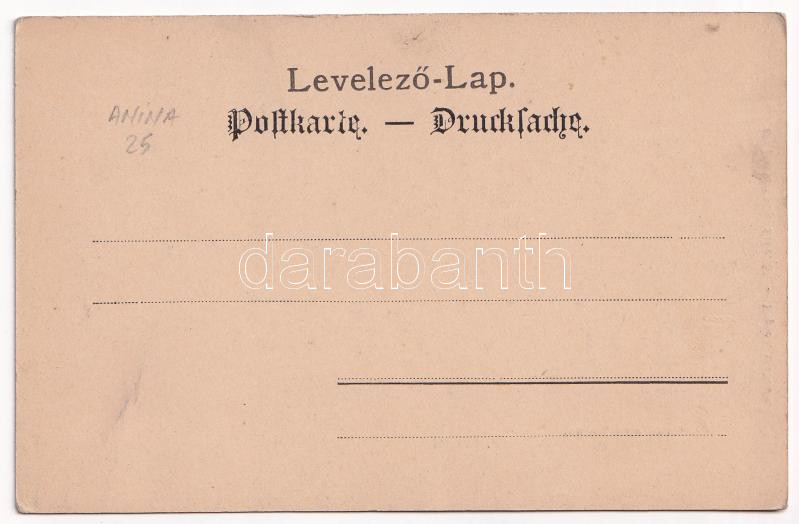 Levelező-Lap.
Postkarte. — Drucksache.
ANINA
25
darabanth